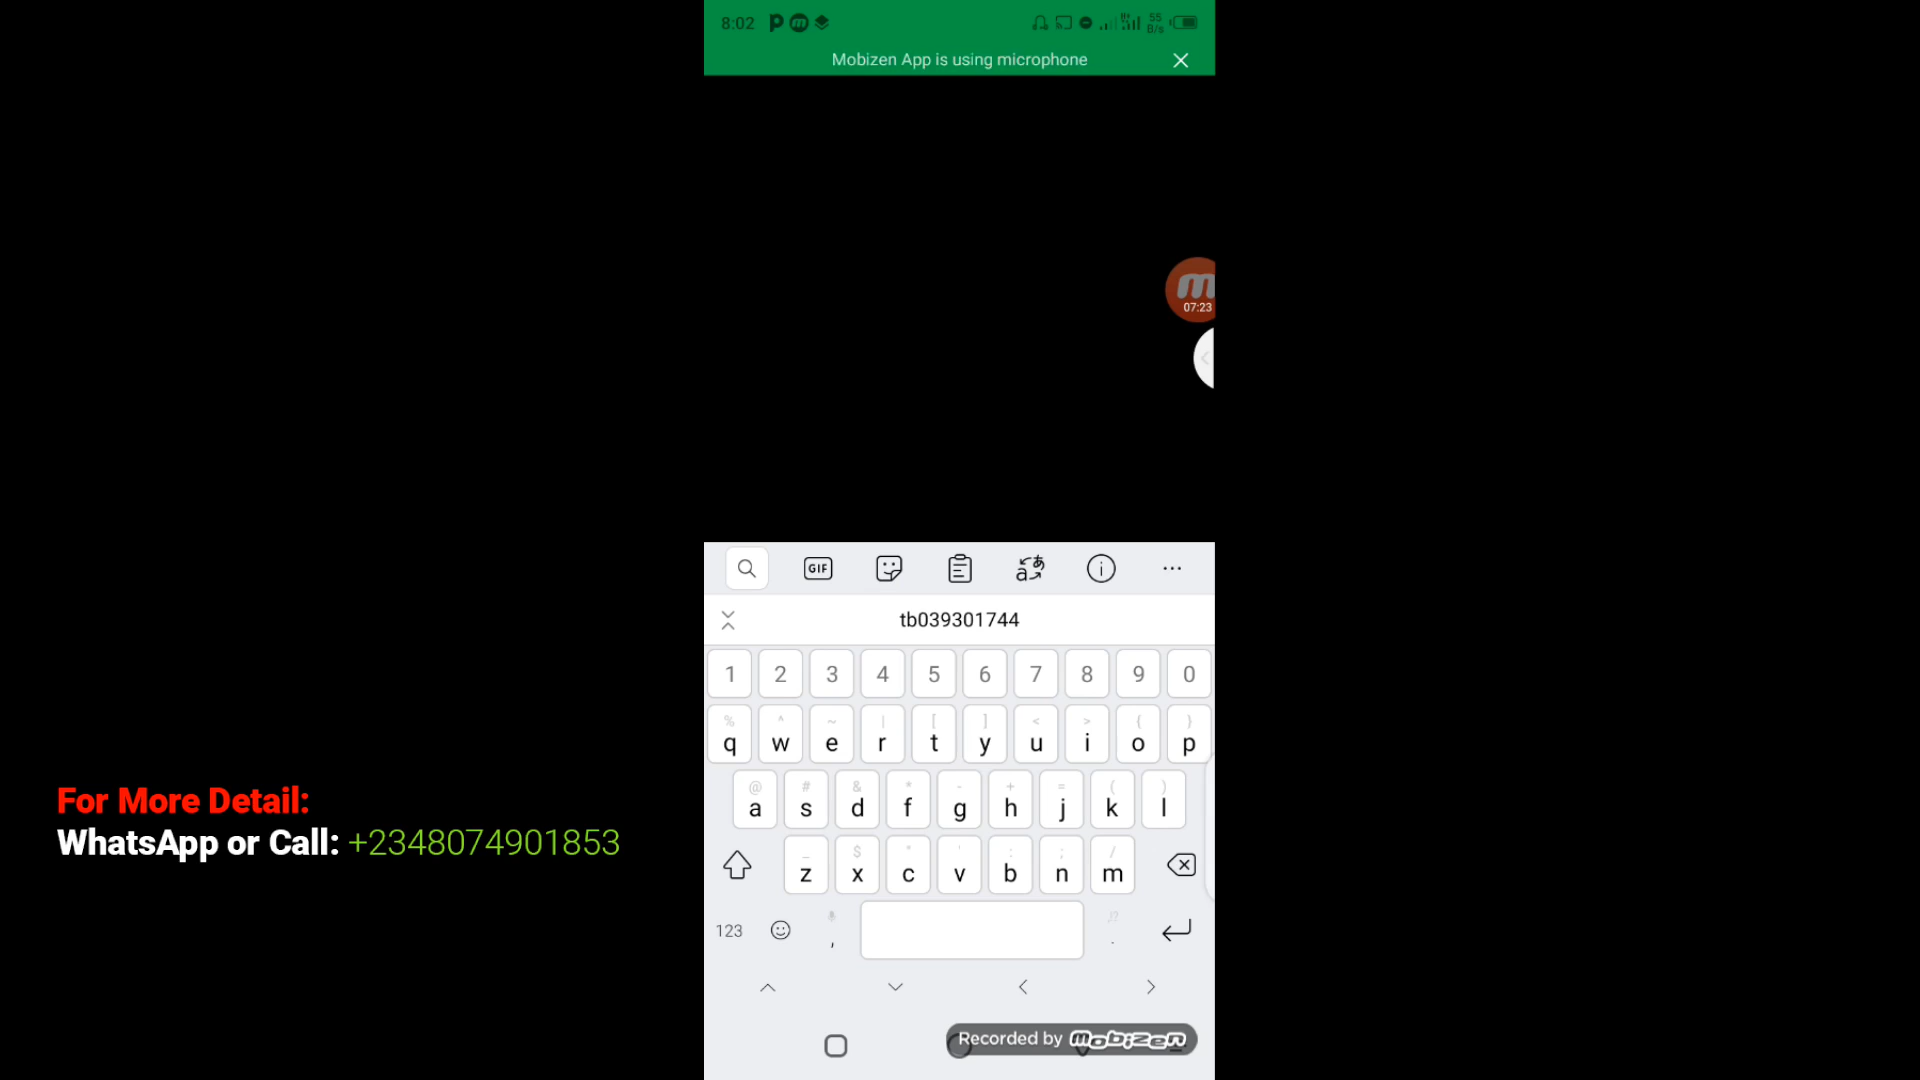 8:02
55
B/s
Mobizen App is using microphone
07:23
GIF
tb039301744
1 2 3 4 5 6 7 8 9 0
% ^ ~ | [ ] < > { }
q w e r t y u i o p
@ # & * - + = ( )
a s d f g h j k l
_ $ " ' : ; /
z x c v b n m
123 , .
For More Detail:
WhatsApp or Call: +2348074901853
Recorded by mobizen